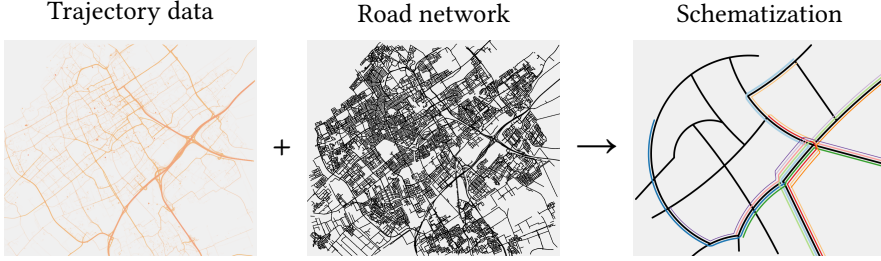 Trajectory data
Road network
Schematization
+
→